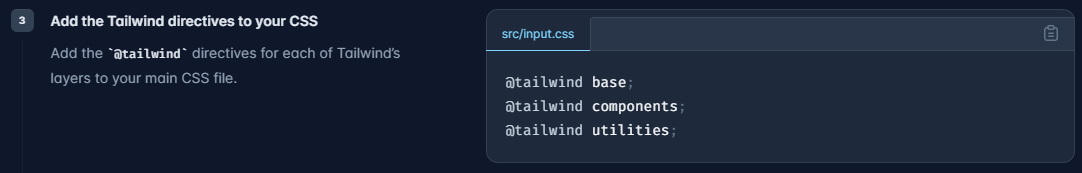 3
Add the Tailwind directives to your CSS
Add the `@tailwind` directives for each of Tailwind's
layers to your main CSS file.
src/input.css
@tailwind base;
@tailwind components;
@tailwind utilities;